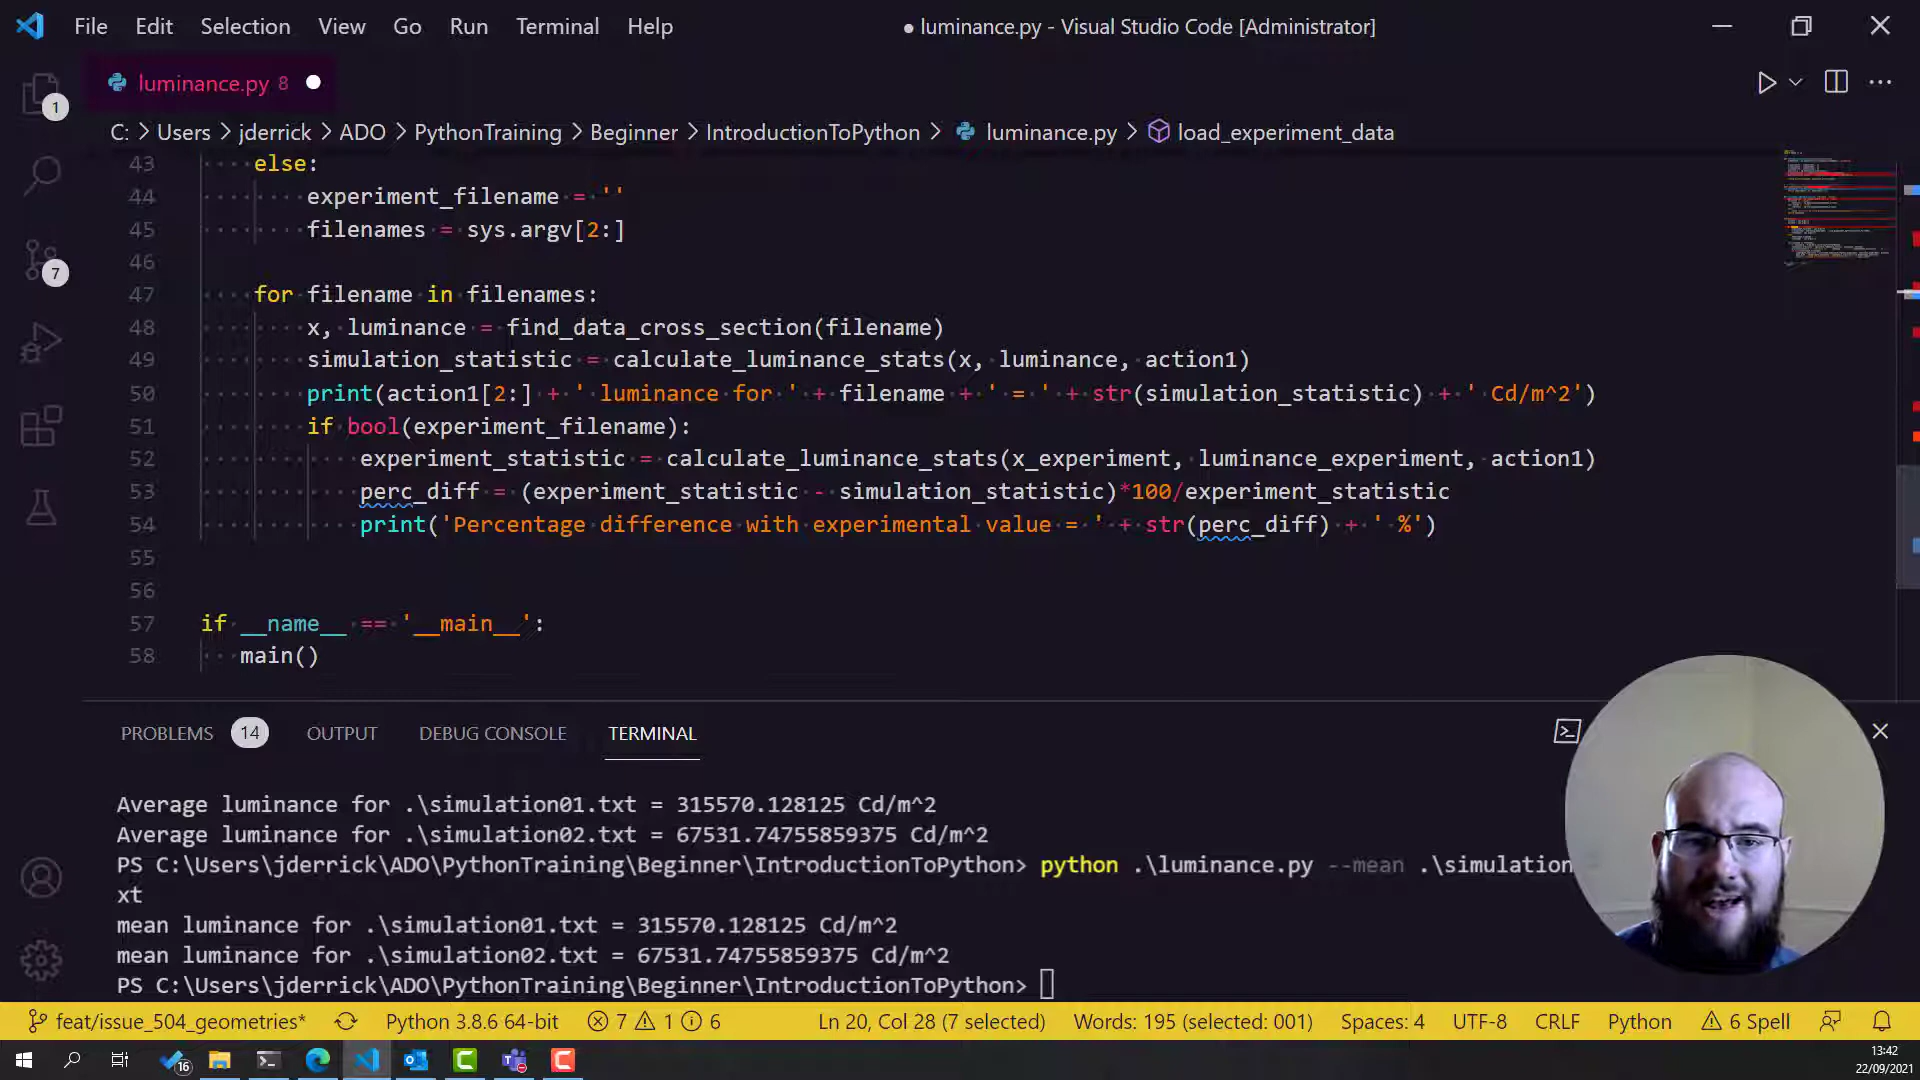 File Edit Selection View Go Run Terminal Help ● luminance.py - Visual Studio Code [Administrator]
luminance.py 8
1
C: > Users > jderrick > ADO > PythonTraining > Beginner > IntroductionToPython > luminance.py > load_experiment_data
43 else:
44 experiment_filename = ''
45 filenames = sys.argv[2:]
46
47 for filename in filenames:
48 x, luminance = find_data_cross_section(filename)
49 simulation_statistic = calculate_luminance_stats(x, luminance, action1)
50 print(action1[2:] + ' luminance for ' + filename + ' = ' + str(simulation_statistic) + ' Cd/m^2')
51 if bool(experiment_filename):
52 experiment_statistic = calculate_luminance_stats(x_experiment, luminance_experiment, action1)
53 perc_diff = (experiment_statistic - simulation_statistic)*100/experiment_statistic
54 print('Percentage difference with experimental value = ' + str(perc_diff) + ' %')
55
56
57 if __name__ == '__main__':
58 main()
7
PROBLEMS 14 OUTPUT DEBUG CONSOLE TERMINAL
Average luminance for .\simulation01.txt = 315570.128125 Cd/m^2
Average luminance for .\simulation02.txt = 67531.74755859375 Cd/m^2
PS C:\Users\jderrick\ADO\PythonTraining\Beginner\IntroductionToPython> python .\luminance.py --mean .\simulation
xt
mean luminance for .\simulation01.txt = 315570.128125 Cd/m^2
mean luminance for .\simulation02.txt = 67531.74755859375 Cd/m^2
PS C:\Users\jderrick\ADO\PythonTraining\Beginner\IntroductionToPython>
feat/issue_504_geometries* Python 3.8.6 64-bit 7 1 6 Ln 20, Col 28 (7 selected) Words: 195 (selected: 001) Spaces: 4 UTF-8 CRLF Python 6 Spell
16
13:42
22/09/2021